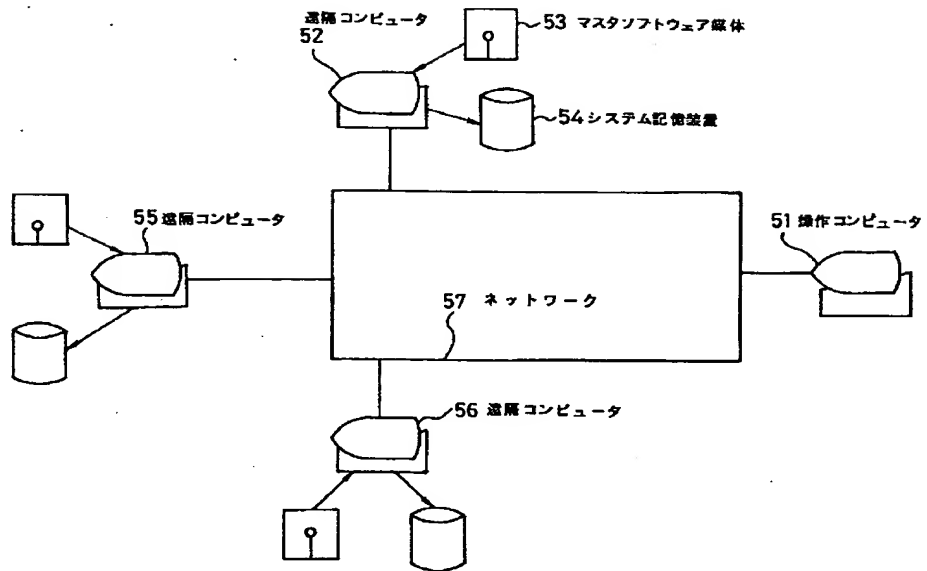 遠隔コンピュータ
52
53 マスタソフトウェア媒体
54 システム記憶装置
55 遠隔コンピュータ
51 操作コンピュータ
57 ネットワーク
56 遠隔コンピュータ